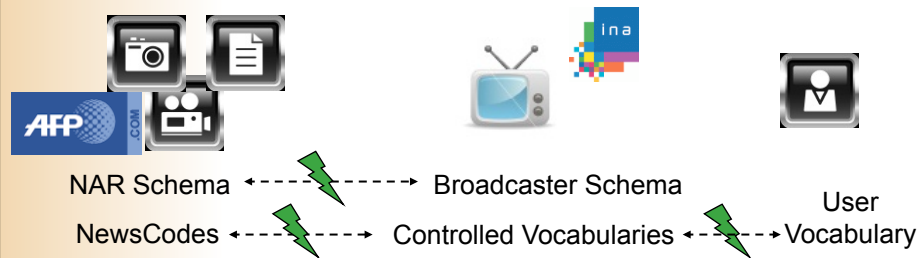 ina
AFP .COM
NAR Schema Broadcaster Schema
User
NewsCodes Controlled Vocabularies Vocabulary